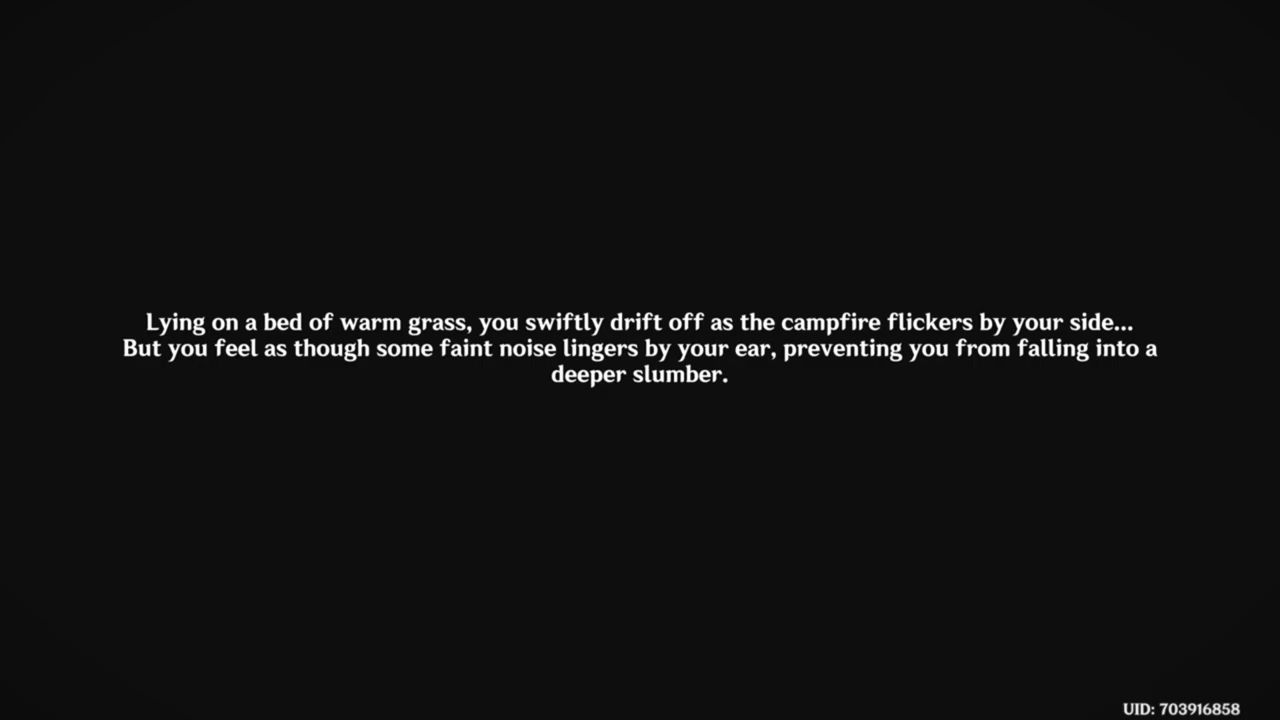 Lying on a bed of warm grass, you swiftly drift off as the campfire flickers by your side...
But you feel as though some faint noise lingers by your ear, preventing you from falling into a
deeper slumber.
UID: 703916858